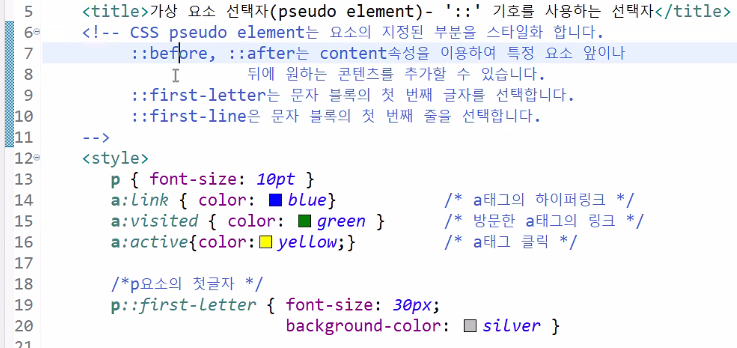 5 <title>가상 요소 선택자(pseudo element)- '::' 기호를 사용하는 선택자</title>
6 <!-- CSS pseudo element는 요소의 지정된 부분을 스타일화 합니다.
7 ::before, ::after는 content속성을 이용하여 특정 요소 앞이나
8 뒤에 원하는 콘텐츠를 추가할 수 있습니다.
9 ::first-letter는 문자 블록의 첫 번째 글자를 선택합니다.
10 ::first-line은 문자 블록의 첫 번째 줄을 선택합니다.
11 -->
12 <style>
13 p { font-size: 10pt }
14 a:link { color: blue} /* a태그의 하이퍼링크 */
15 a:visited { color: green } /* 방문한 a태그의 링크 */
16 a:active{color: yellow;} /* a태그 클릭 */
17
18 /*p요소의 첫글자 */
19 p::first-letter { font-size: 30px;
20 background-color: silver }
21